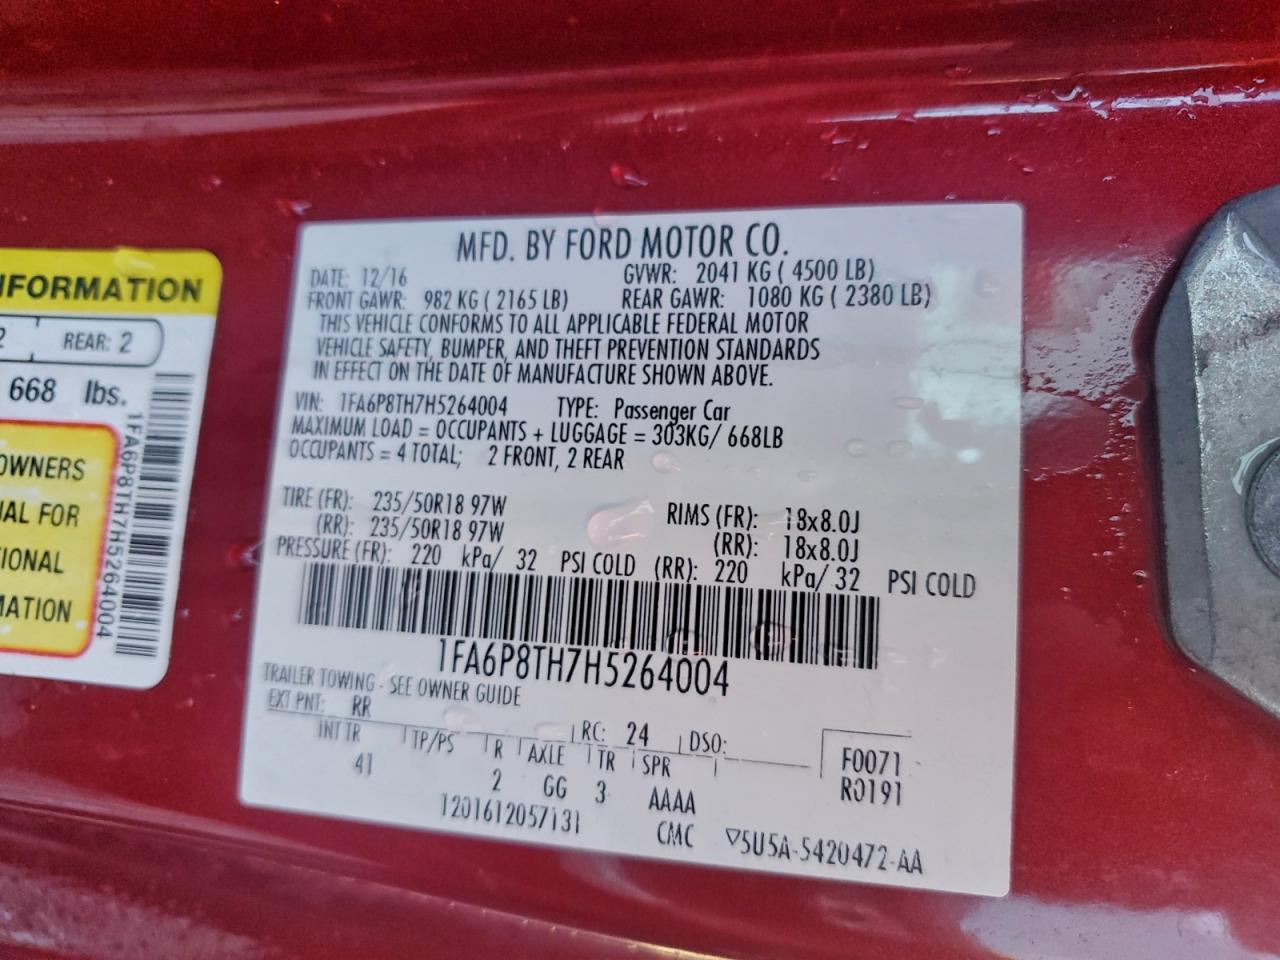 NFORMATION
2 REAR: 2
668 lbs.
OWNERS
FOR
1FA6P8TH7H5264004
MFD. BY FORD MOTOR CO.
DATE: 12/16 GVWR: 2041 KG ( 4500 LB)
FRONT GAWR: 982 KG ( 2165 LB) REAR GAWR: 1080 KG ( 2380 LB)
THIS VEHICLE CONFORMS TO ALL APPLICABLE FEDERAL MOTOR
VEHICLE SAFETY, BUMPER, AND THEFT PREVENTION STANDARDS
IN EFFECT ON THE DATE OF MANUFACTURE SHOWN ABOVE.
VIN: 1FA6P8TH7H5264004 TYPE: Passenger Car
MAXIMUM LOAD = OCCUPANTS + LUGGAGE = 303KG/ 668LB
OCCUPANTS = 4 TOTAL; 2 FRONT, 2 REAR
TIRE (FR): 235/50R18 97W RIMS (FR): 18x8.0J
(RR): 235/50R18 97W (RR): 18x8.0J
PRESSURE (FR): 220 kPa/ 32 PSI COLD (RR): 220 kPa/ 32 PSI COLD
1FA6P8TH7H5264004
TRAILER TOWING - SEE OWNER GUIDE
EXT PNT: RR RC: 24 DSO:
INT TR TP/PS R AXLE TR SPR F0071
41 2 GG 3 AAAA R0191
1201612057131 CMC ▽5U5A-5420472-AA